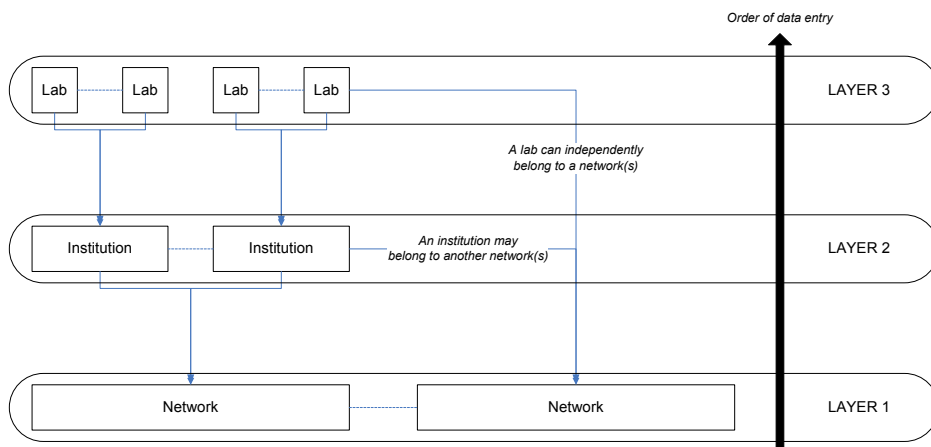 Order of data entry
Lab Lab Lab Lab LAYER 3
A lab can independently
belong to a network(s)
Institution Institution LAYER 2
An institution may
belong to another network(s)
Network Network LAYER 1